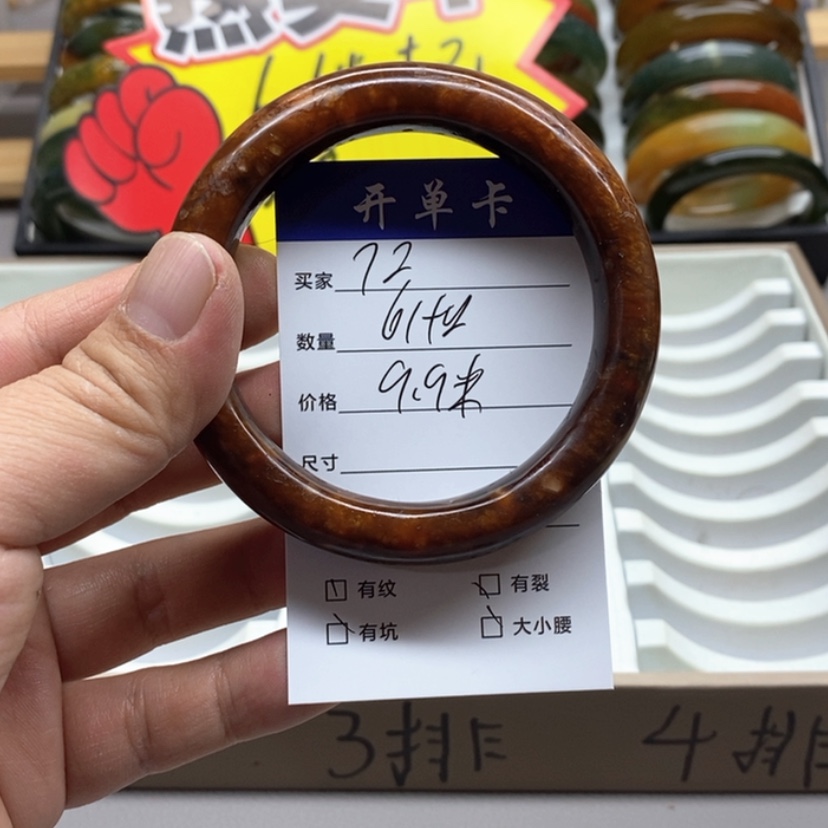 开单卡
买家 72
数量 61付
价格 9.9米
尺寸
有纹 有裂
有坑 大小腰
3排 4排